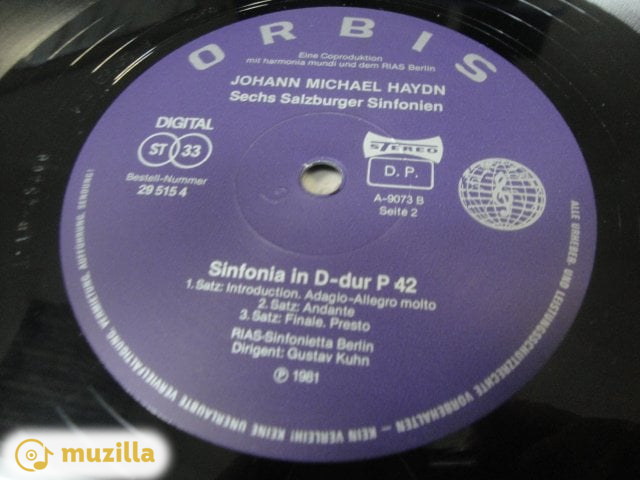 ORBIS
Eine Coproduktion
mit harmonia mundi und dem RIAS Berlin
JOHANN MICHAEL HAYDN
Sechs Salzburger Sinfonien
DIGITAL
ST 33
Bestell-Nummer
29 515 4
STEREO
D. P.
A-9073 B
Seite 2
Sinfonia in D-dur P 42
1. Satz: Introduction. Adagio-Allegro molto
2. Satz: Andante
3. Satz: Finale. Presto
RIAS-Sinfonietta Berlin
Dirigent: Gustav Kuhn
Ⓟ 1981
ALLE URHEBER- UND LEISTUNGSSCHUTZRECHTE VORBEHALTEN – KEIN VERLEIH! KEINE UNERLAUBTE VERVIELFÄLTIGUNG, VERMIETUNG, AUFFÜHRUNG, SENDUNG!
muzilla